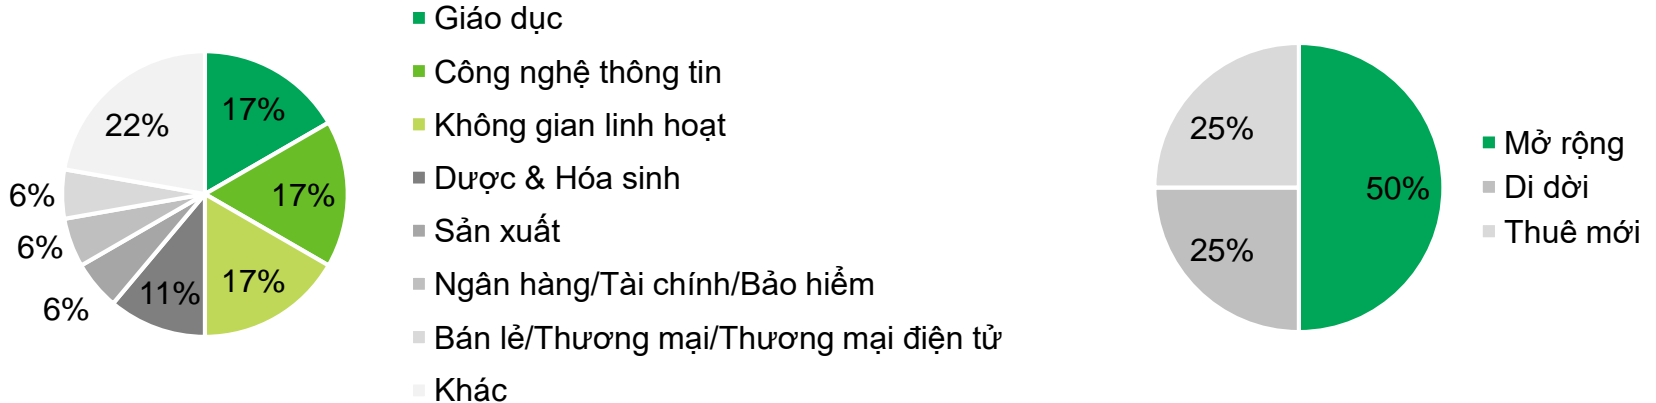 17%
17%
17%
11%
6%
6%
6%
22%
Giáo dục
Công nghệ thông tin
Không gian linh hoạt
Dược & Hóa sinh
Sản xuất
Ngân hàng/Tài chính/Bảo hiểm
Bán lẻ/Thương mại/Thương mại điện tử
Khác
50%
25%
25%
Mở rộng
Di dời
Thuê mới